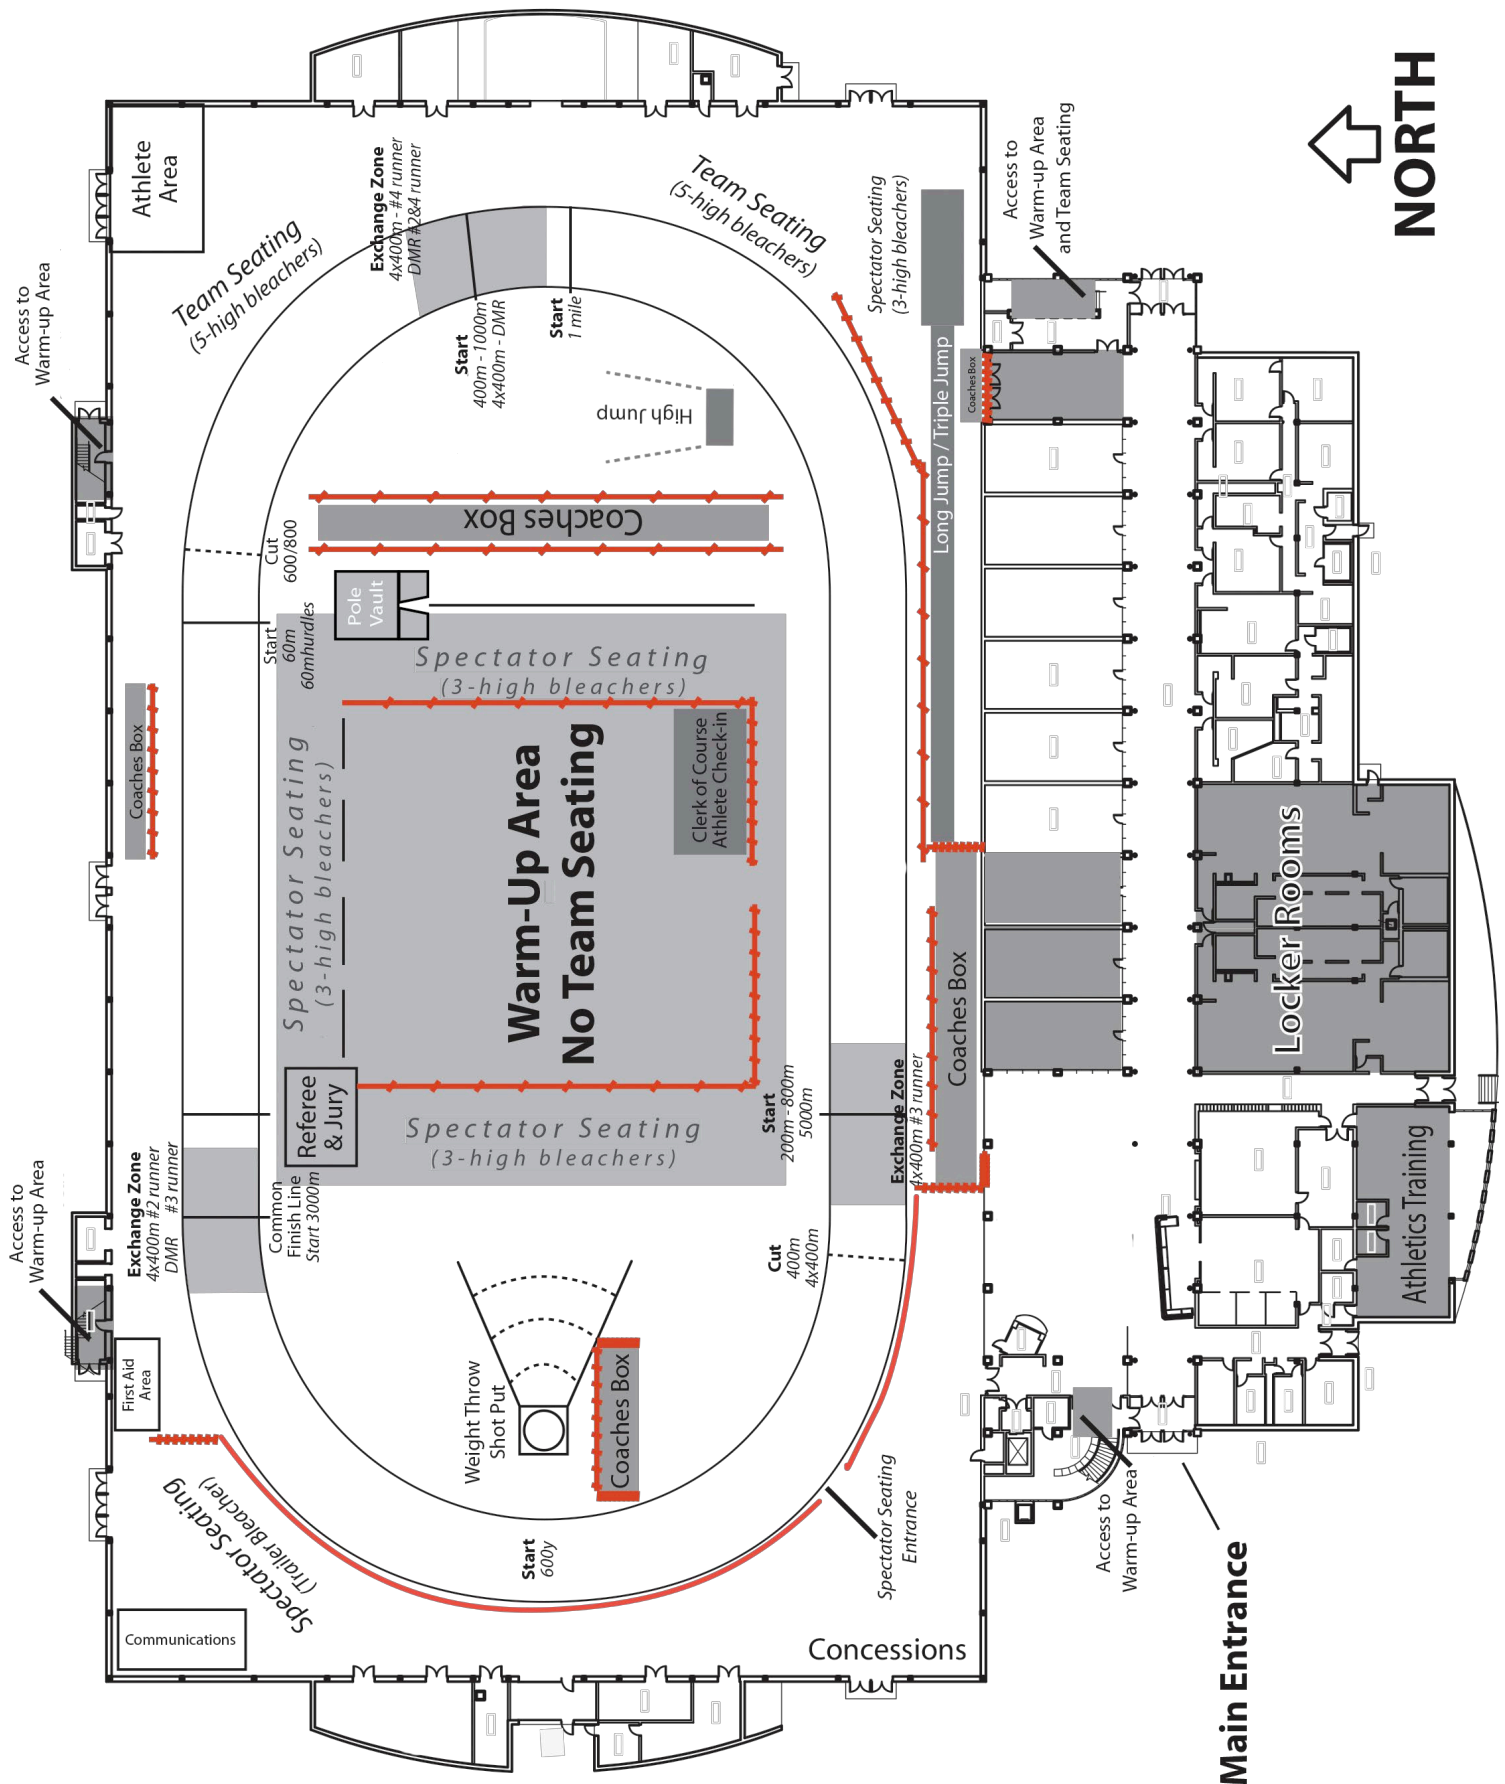 Athlete
Area
Access to
Warm-up Area
Team Seating
(5-high bleachers)
Exchange Zone
4x400m - #4 runner
DMR #2&4 runner
Team Seating
(5-high bleachers)
Spectator Seating
(3-high bleachers)
Access to
Warm-up Area
and Team Seating
NORTH
Start
400m - 1000m
4x400m - DMR
Start
1 mile
High Jump
Long Jump / Triple Jump
Coaches Box
Coaches Box
Cut
600/800
Pole
Vault
Start
60m
60mhurdles
Spectator Seating
(3-high bleachers)
Coaches Box
Spectator Seating
(3-high bleachers)
Warm-Up Area
No Team Seating
Clerk of Course
Athlete Check-in
Locker Rooms
Coaches Box
Referee
& Jury
Spectator Seating
(3-high bleachers)
Start
200m - 800m
5000m
Exchange Zone
4x400m #3 runner
Access to
Warm-up Area
Exchange Zone
4x400m #2 runner
DMR #3 runner
Common
Finish Line
Start 3000m
Cut
400m
4x400m
Athletics Training
First Aid
Area
Weight Throw
Shot Put
Coaches Box
Spectator Seating
(Trailer Bleacher)
Start
600y
Spectator Seating
Entrance
Access to
Warm-up Area
Main Entrance
Communications
Concessions